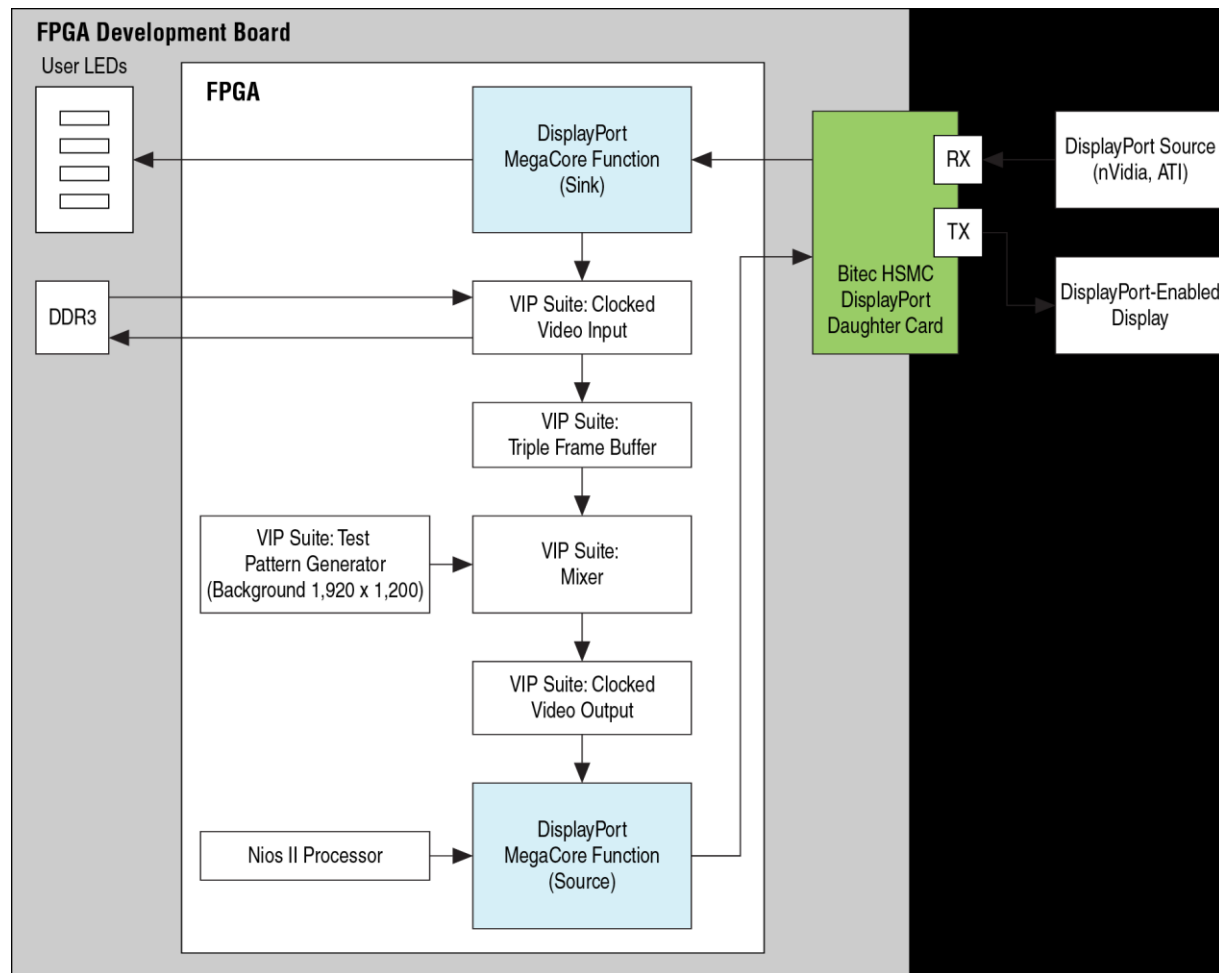 FPGA Development Board
User LEDs
FPGA
DisplayPort
MegaCore Function
(Sink)
RX
DisplayPort Source
(nVidia, ATI)
TX
Bitec HSMC
DisplayPort
Daughter Card
DisplayPort-Enabled
Display
DDR3
VIP Suite: Clocked
Video Input
VIP Suite:
Triple Frame Buffer
VIP Suite: Test
Pattern Generator
(Background 1,920 x 1,200)
VIP Suite:
Mixer
VIP Suite: Clocked
Video Output
Nios II Processor
DisplayPort
MegaCore Function
(Source)